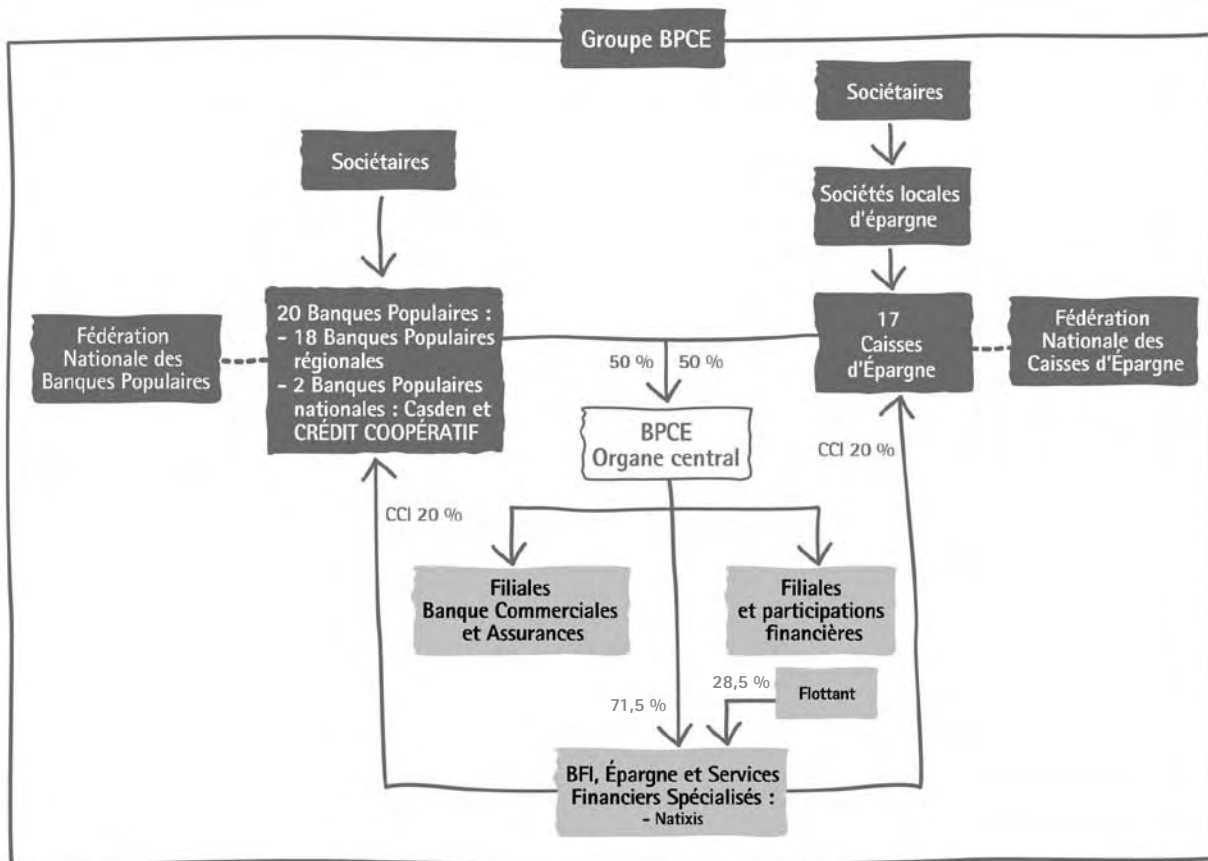 Groupe BPCE
Sociétaires
Sociétaires
Sociétés locales
d'épargne
Fédération
Nationale des
Banques Populaires
20 Banques Populaires :
- 18 Banques Populaires
régionales
- 2 Banques Populaires
nationales : Casden et
CRÉDIT COOPÉRATIF
17
Caisses
d'Épargne
Fédération
Nationale des
Caisses d'Épargne
50 % 50 %
BPCE
Organe central
CCI 20 %
CCI 20 %
Filiales
Banque Commerciales
et Assurances
Filiales
et participations
financières
71,5 %
28,5 %
Flottant
BFI, Épargne et Services
Financiers Spécialisés :
- Natixis